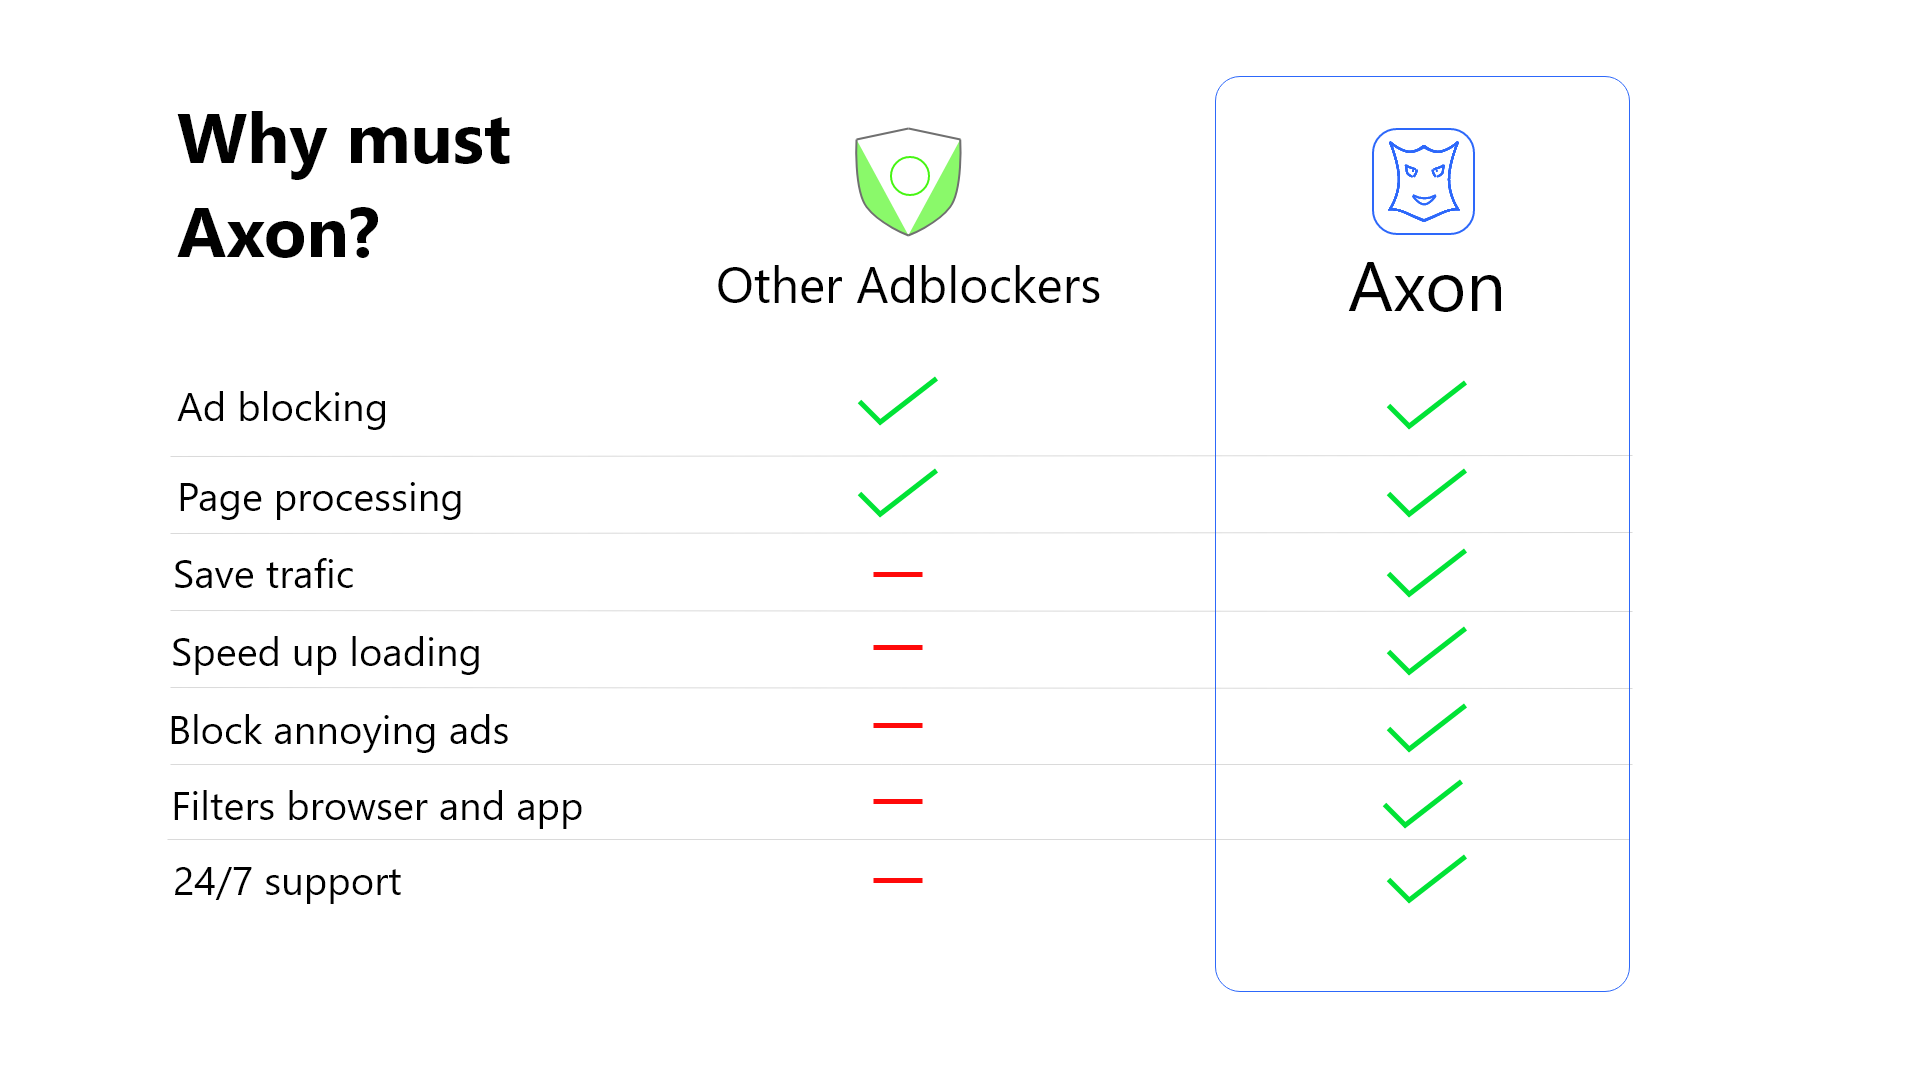 Why must
Axon?
Other Adblockers
Axon
Ad blocking
Page processing
Save trafic
Speed up loading
Block annoying ads
Filters browser and app
24/7 support